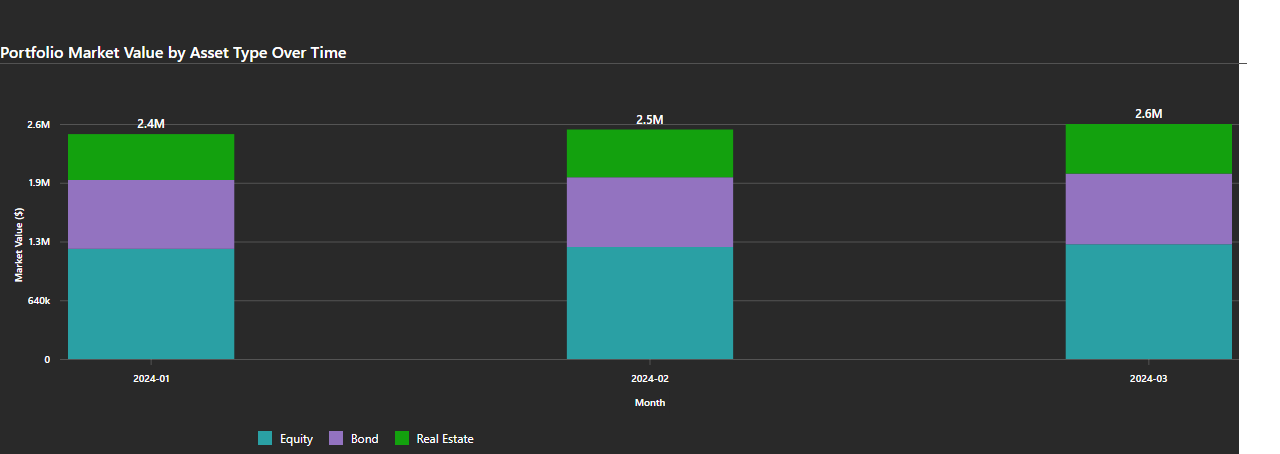 Portfolio Market Value by Asset Type Over Time
2.4M
2.5M
2.6M
2.6M
1.9M
1.3M
640k
0
Market Value ($)
2024-01
2024-02
2024-03
Month
Equity
Bond
Real Estate